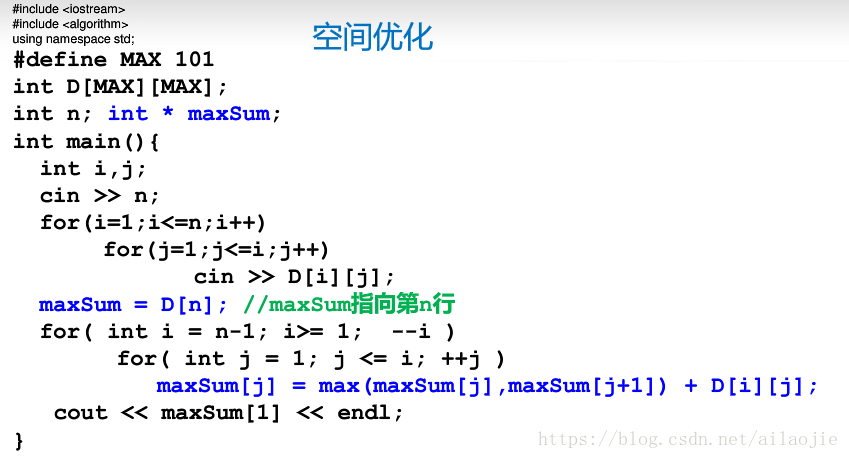 #include <iostream>
#include <algorithm>
using namespace std;
空间优化
#define MAX 101
int D[MAX][MAX];
int n; int * maxSum;
int main(){
int i,j;
cin >> n;
for(i=1;i<=n;i++)
for(j=1;j<=i;j++)
cin >> D[i][j];
maxSum = D[n]; //maxSum指向第n行
for( int i = n-1; i>= 1; --i )
for( int j = 1; j <= i; ++j )
maxSum[j] = max(maxSum[j],maxSum[j+1]) + D[i][j];
cout << maxSum[1] << endl;
}
https://blog.csdn.net/ailaojie